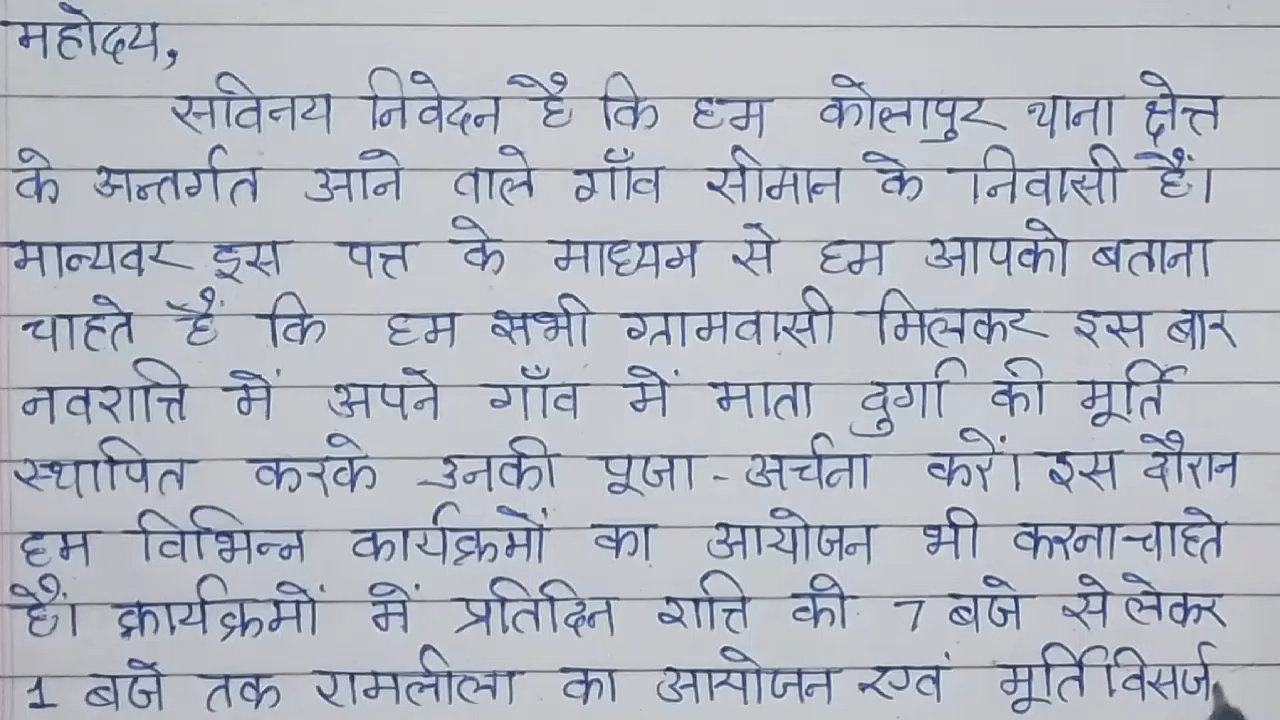 महोदय,
सविनय निवेदन है कि हम कोलापुर थाना क्षेत्र
के अन्तर्गत आने वाले गाँव सीमान के निवासी हैं।
मान्यवर इस पत्र के माध्यम से हम आपको बताना
चाहते हैं कि हम सभी ग्रामवासी मिलकर इस बार
नवरात्रि में अपने गाँव में माता दुर्गा की मूर्ति
स्थापित करके उनकी पूजा-अर्चना करें। इस दौरान
हम विभिन्न कार्यक्रमों का आयोजन भी करना चाहते
हैं। कार्यक्रमों में प्रतिदिन रात्रि की 7 बजे से लेकर
1 बजे तक रामलीला का आयोजन एवं मूर्ति विसर्ज